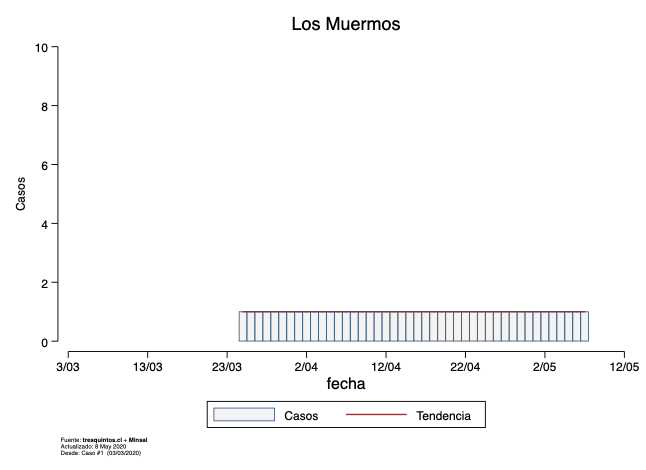 Los Muermos
Casos
10
8
6
4
2
0
3/03 13/03 23/03 2/04 12/04 22/04 2/05 12/05
fecha
Casos Tendencia
Fuente: tresquintos.cl + Minsal
Actualizado: 8 May 2020
Desde: Caso #1 (03/03/2020)